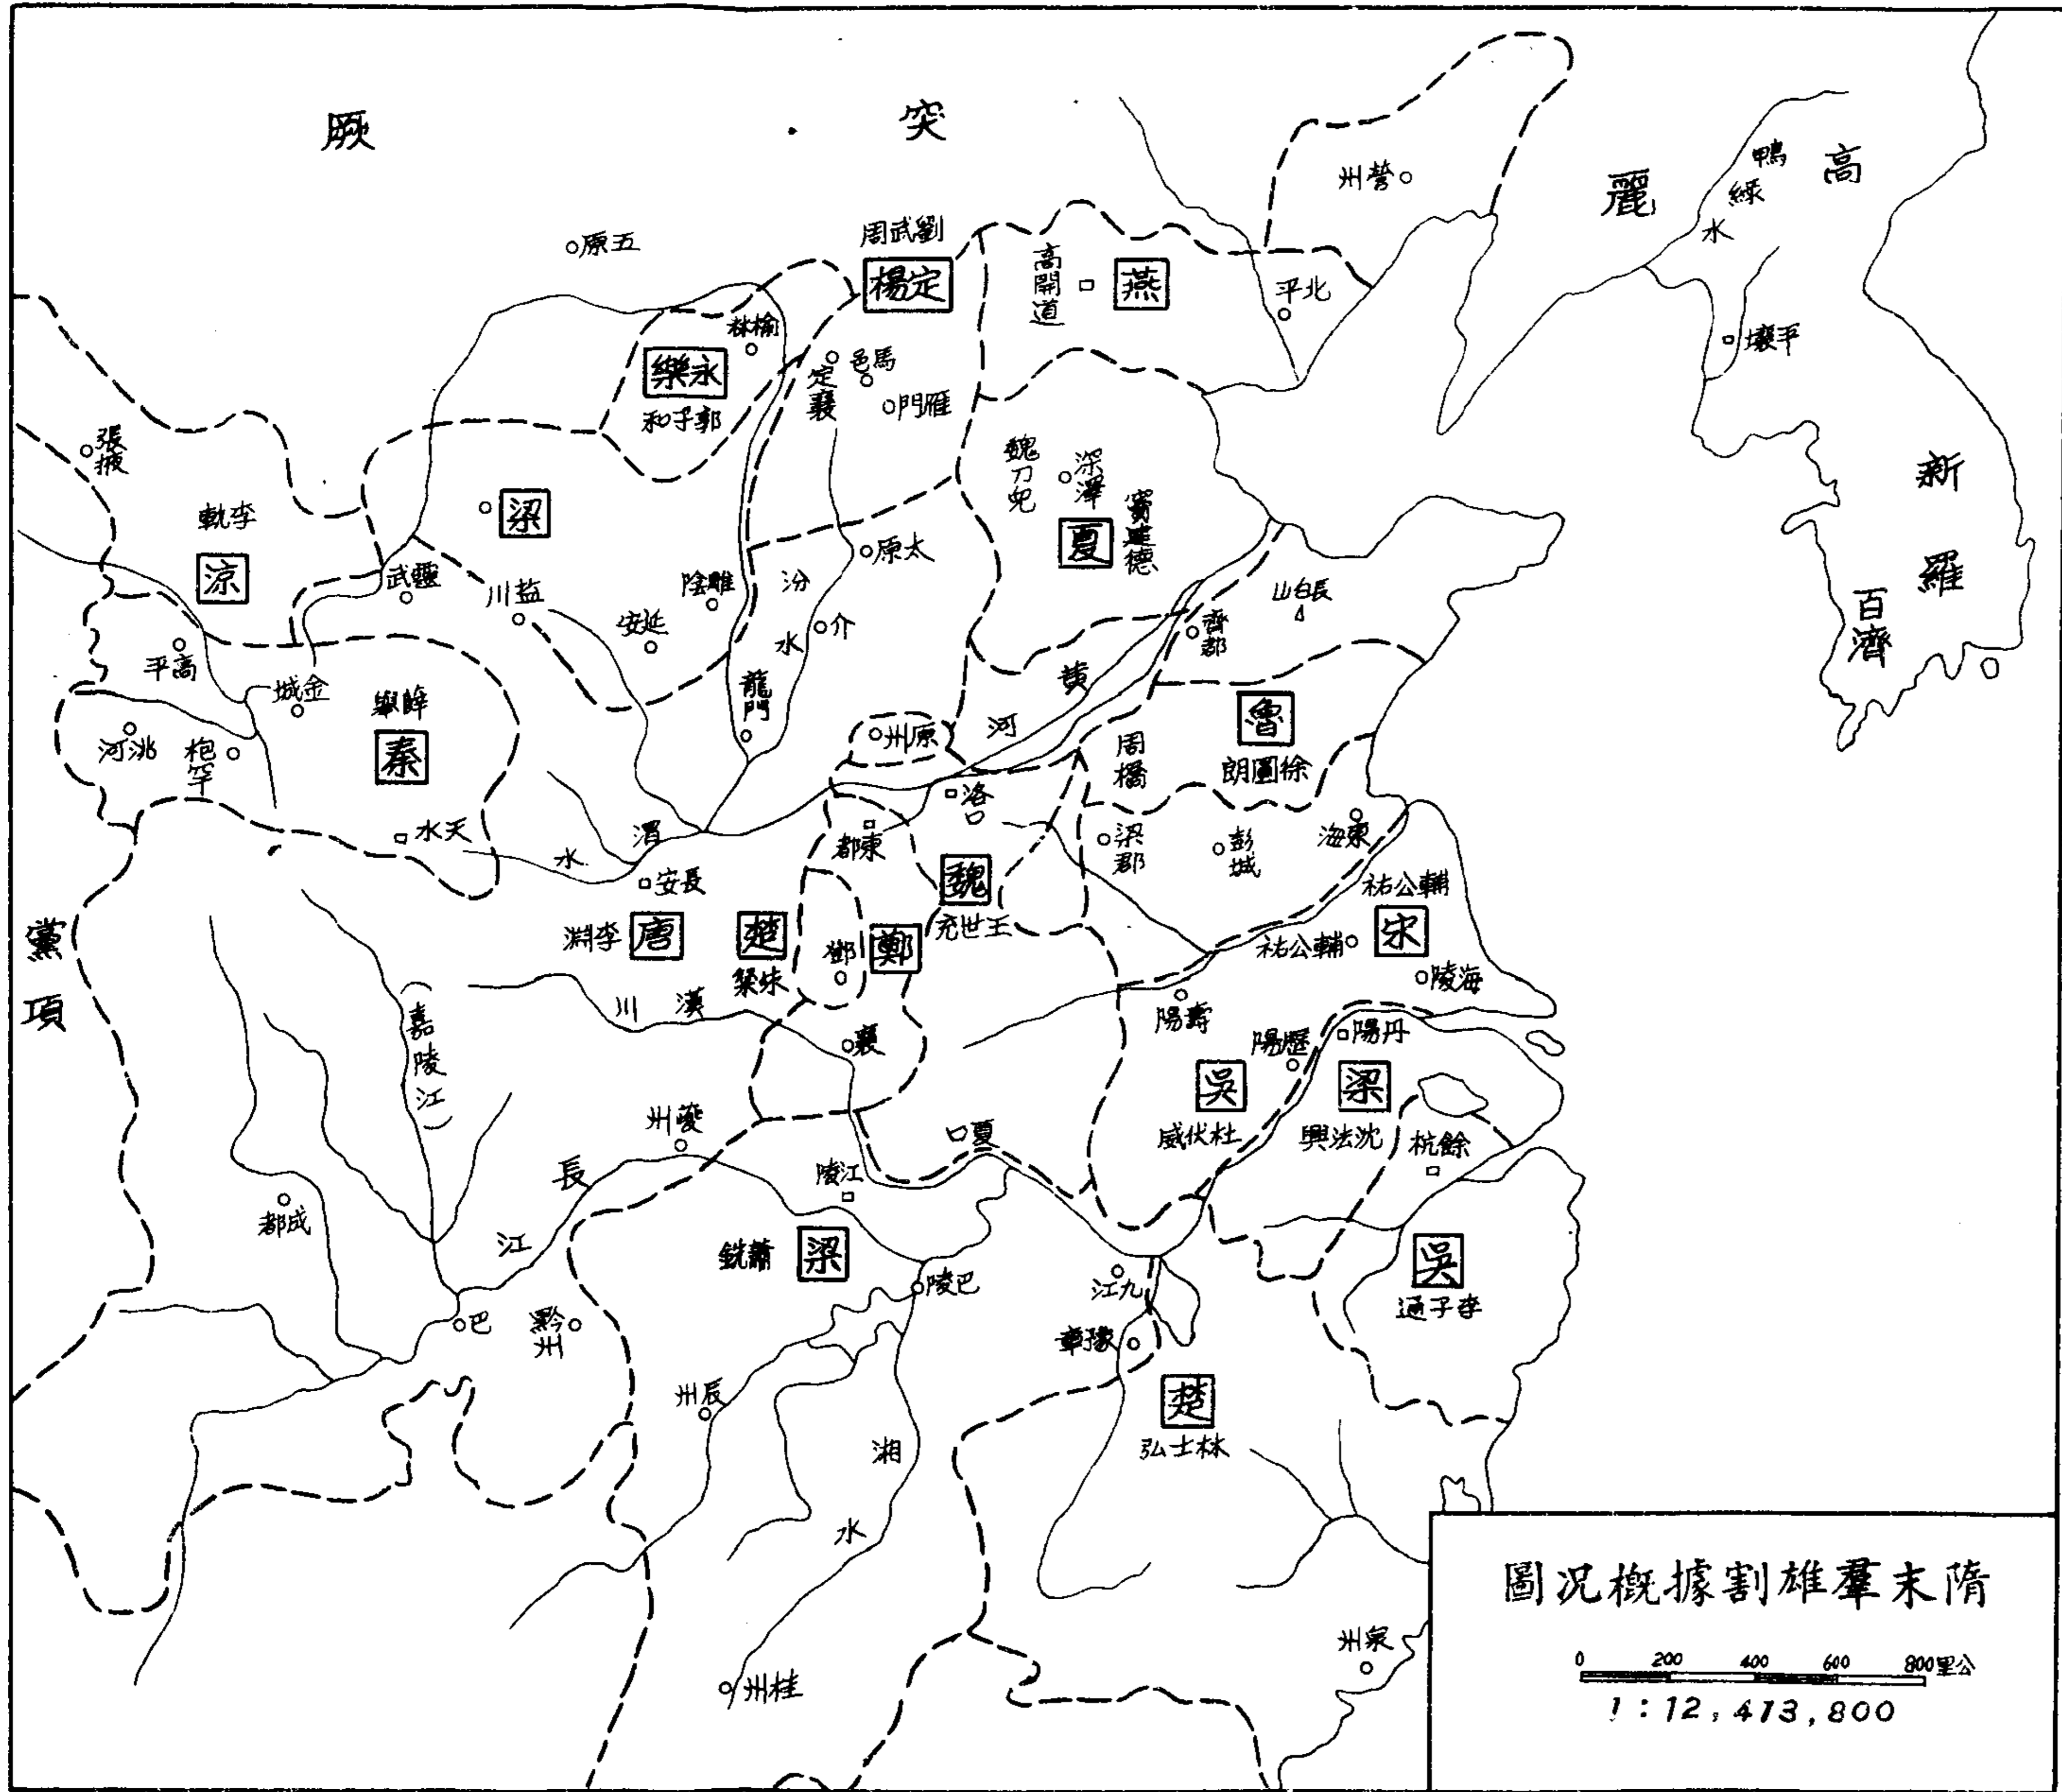 突厥
高麗
鴨綠水
新羅
百濟
平壤
營州
五原
劉武周
定楊
高開道
燕
北平
榆林
永樂
郭子和
馬邑
定襄
雁門
張掖
李軌
涼
梁
魏刀兒
深澤
竇建德
夏
太原
靈武
鹽川
延安
雕陰
汾水
介
長白山
齊郡
高平
金城
龍門
黃河
原州
魯
徐圓朗
周橋
洮河
枹罕
秦
天水
洛口
東都
渭水
梁郡
彭城
東海
長安
魏
王世充
輔公祏
宋
輔公祏
李淵
唐
楚
朱粲
鄧
鄭
海陵
黨項
漢川
壽陽
(嘉陵江)
襄
歷陽
丹陽
吳
杜伏威
梁
沈法興
餘杭
夔州
夏口
長江
江陵
成都
蕭銑
梁
巴陵
九江
吳
李子通
巴
黔州
豫章
辰州
楚
林士弘
湘水
桂州
泉州
隋末羣雄割據概況圖
0 200 400 600 800公里
1:12,473,800